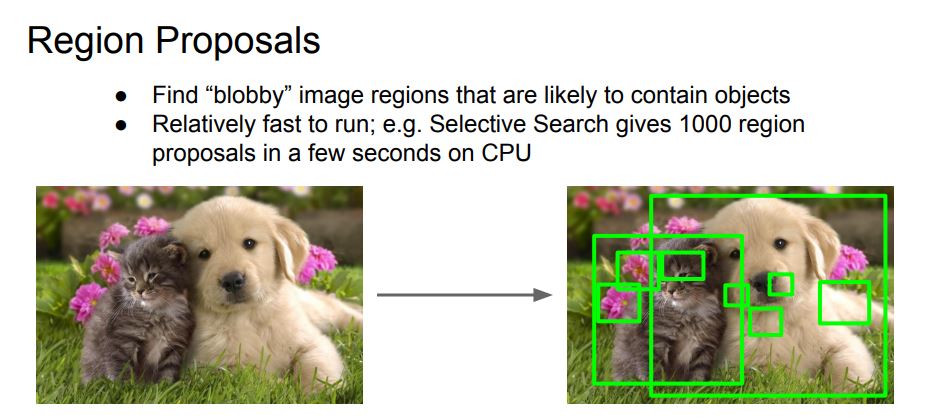 Region Proposals
● Find “blobby” image regions that are likely to contain objects
● Relatively fast to run; e.g. Selective Search gives 1000 region
proposals in a few seconds on CPU